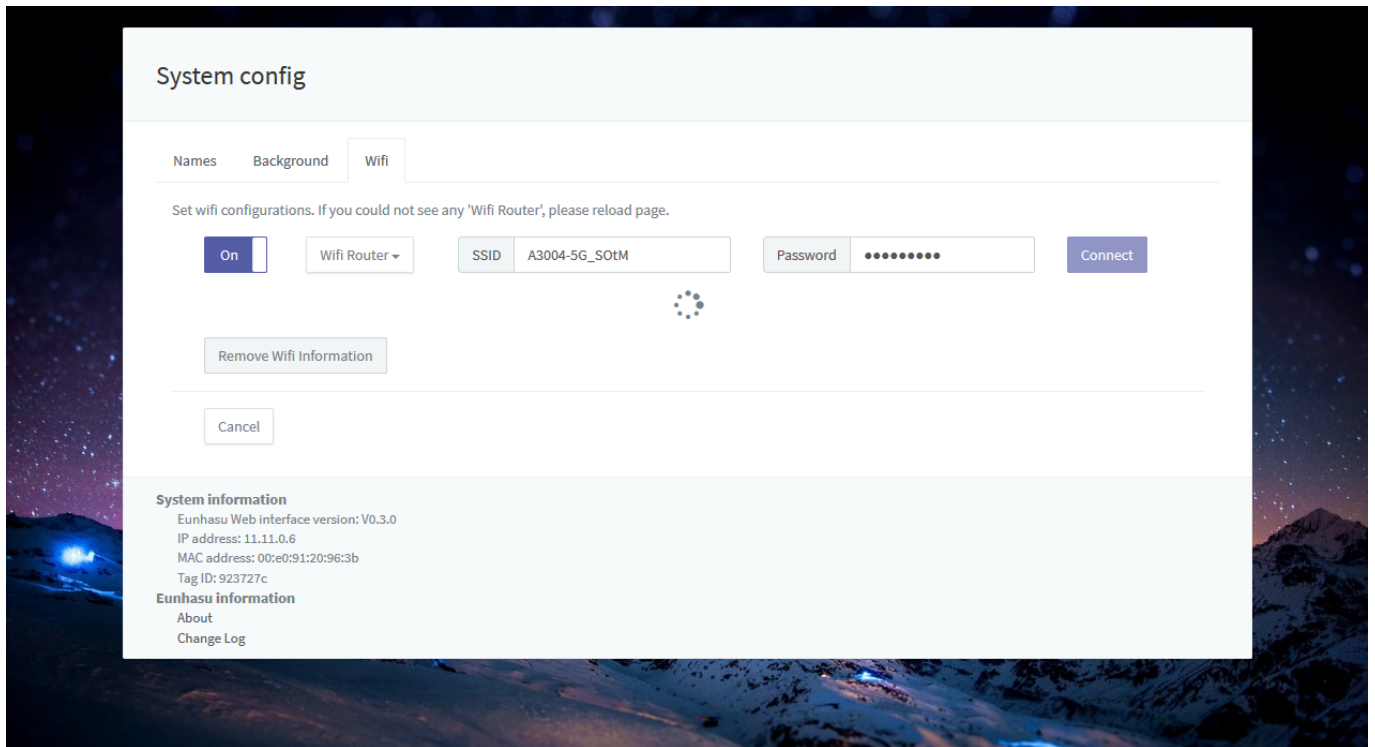 System config
Names Background Wifi
Set wifi configurations. If you could not see any 'Wifi Router', please reload page.
On Wifi Router SSID A3004-5G_SOtM Password ••••••••• Connect
Remove Wifi Information
Cancel
System information
Eunhasu Web interface version: V0.3.0
IP address: 11.11.0.6
MAC address: 00:e0:91:20:96:3b
Tag ID: 923727c
Eunhasu information
About
Change Log